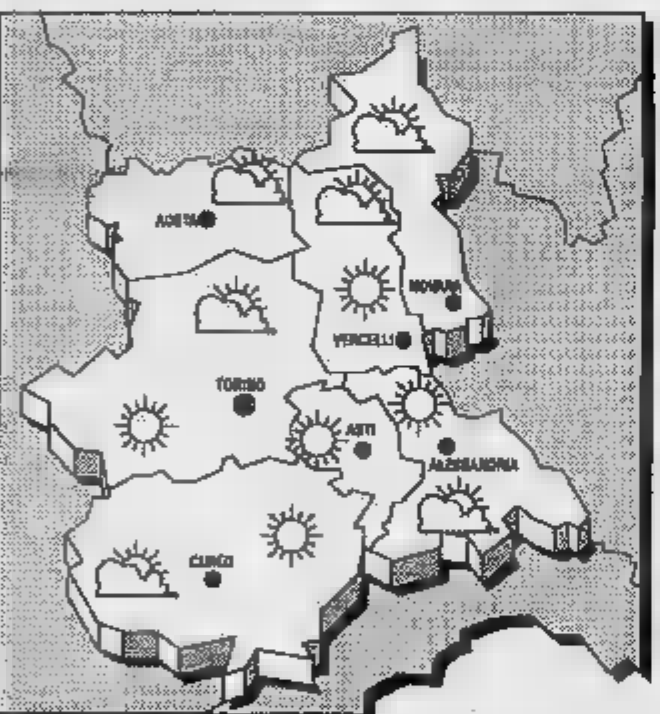 AOSTA
NOVARA
VERCELLI
TORINO
ASTI
ALESSANDRIA
CUNEO